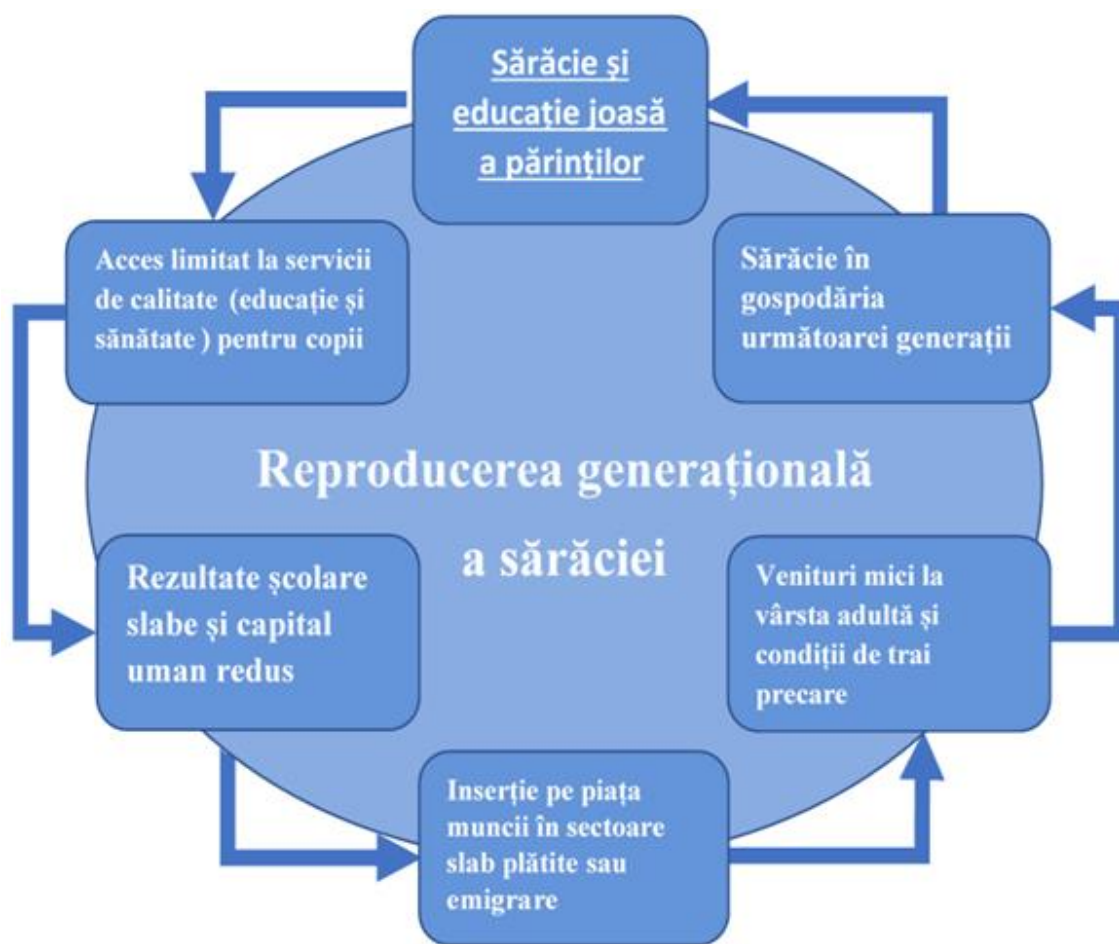 Sărăcie și
educație joasă
a părinților
Acces limitat la servicii
de calitate (educație și
sănătate ) pentru copii
Rezultate școlare
slabe și capital
uman redus
Inserție pe piața
muncii în sectoare
slab plătite sau
emigrare
Venituri mici la
vârsta adultă și
condiții de trai
precare
Sărăcie în
gospodăria
următoarei generații
Reproducerea generațională
a sărăciei